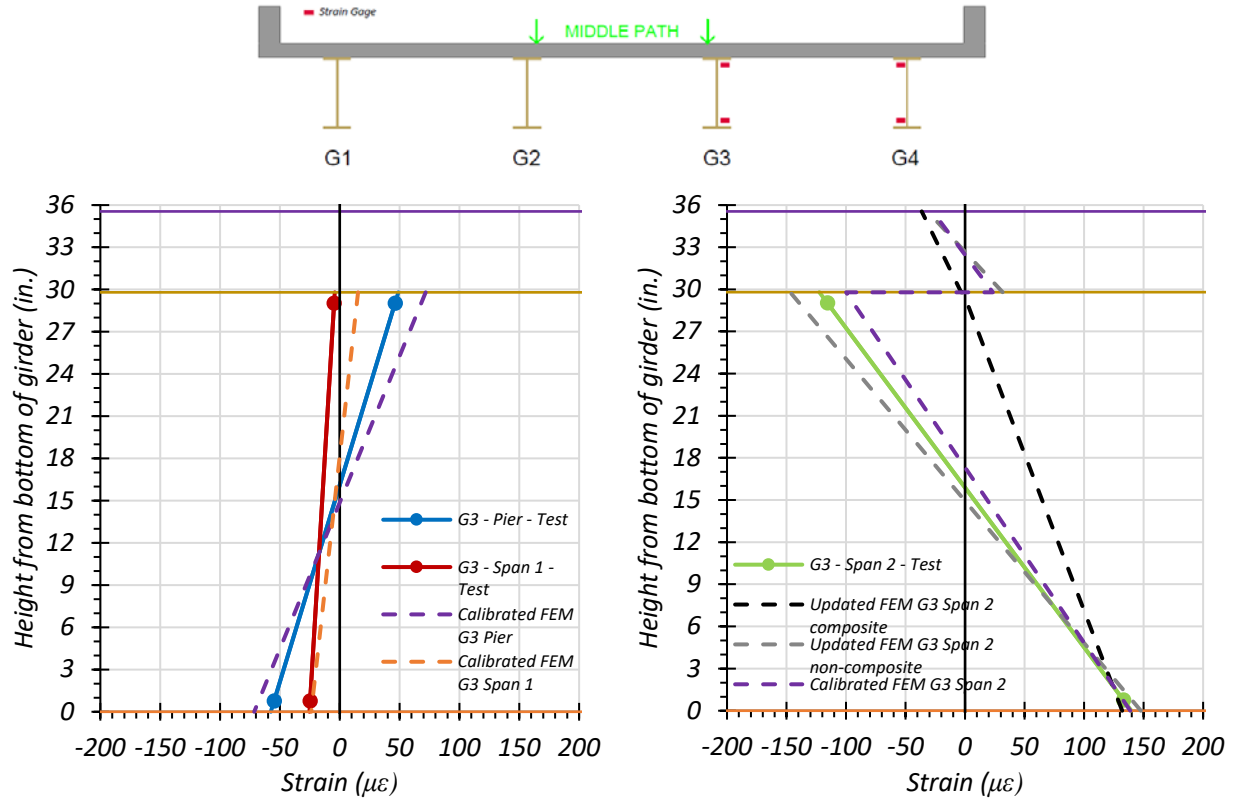 Strain Gage
MIDDLE PATH
G1 G2 G3 G4
Height from bottom of girder (in.)
36
33
30
27
24
21
18
15
12
9
6
3
0
G3 - Pier - Test
G3 - Span 1 -
Test
Calibrated FEM
G3 Pier
Calibrated FEM
G3 Span 1
-200 -150 -100 -50 0 50 100 150 200
Strain (με)
Height from bottom of girder (in.)
36
33
30
27
24
21
18
15
12
9
6
3
0
G3 - Span 2 - Test
Updated FEM G3 Span 2
composite
Updated FEM G3 Span 2
non-composite
Calibrated FEM G3 Span 2
-200 -150 -100 -50 0 50 100 150 200
Strain (με)